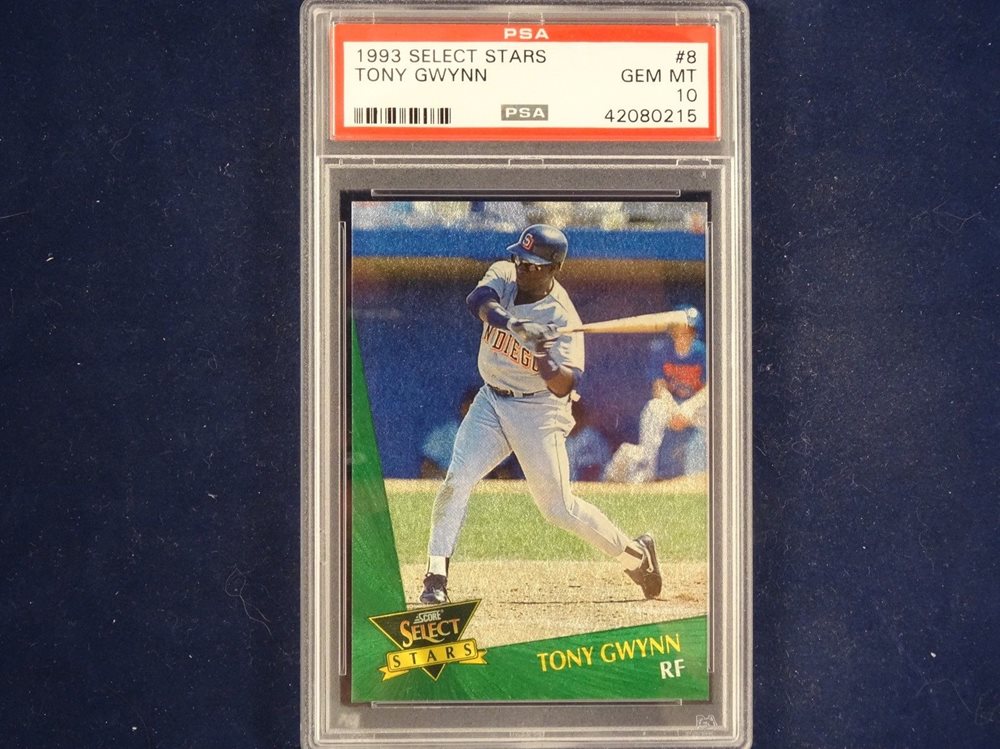 PSA
1993 SELECT STARS #8
TONY GWYNN GEM MT
10
PSA 42080215
SD
N DIEGO
SCORE
SELECT
STARS
TONY GWYNN
RF